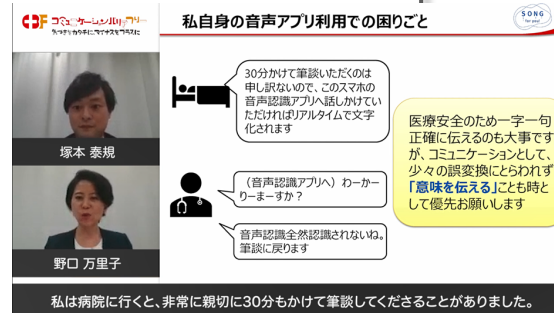 コミュニケーションバリアフリー
きづきをカタチに、マイナスをプラスに
私自身の音声アプリ利用での困りごと
SONG
for you!
塚本 泰規
野口 万里子
30分かけて筆談いただくのは
申し訳ないので、このスマホの
音声認識アプリへ話しかけてい
ただければリアルタイムで文字
化されます
（音声認識アプリへ）わーかー
りーまーすか？
音声認識全然認識されないね。
筆談に戻ります
医療安全のため一字一句
正確に伝えるのも大事です
が、コミュニケーションとして、
少々の誤変換にとらわれず
「意味を伝える」ことも時と
して優先お願いします
私は病院に行くと、非常に親切に30分もかけて筆談してくださることがありました。